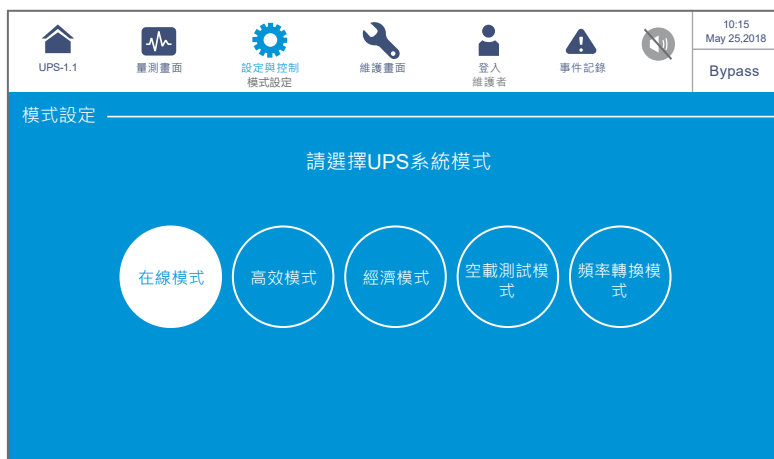 UPS-1.1
量測畫面
設定與控制
模式設定
維護畫面
登入
維護者
事件記錄
10:15
May 25,2018
Bypass
模式設定
請選擇UPS系統模式
在線模式
高效模式
經濟模式
空載測試模
式
頻率轉換模
式